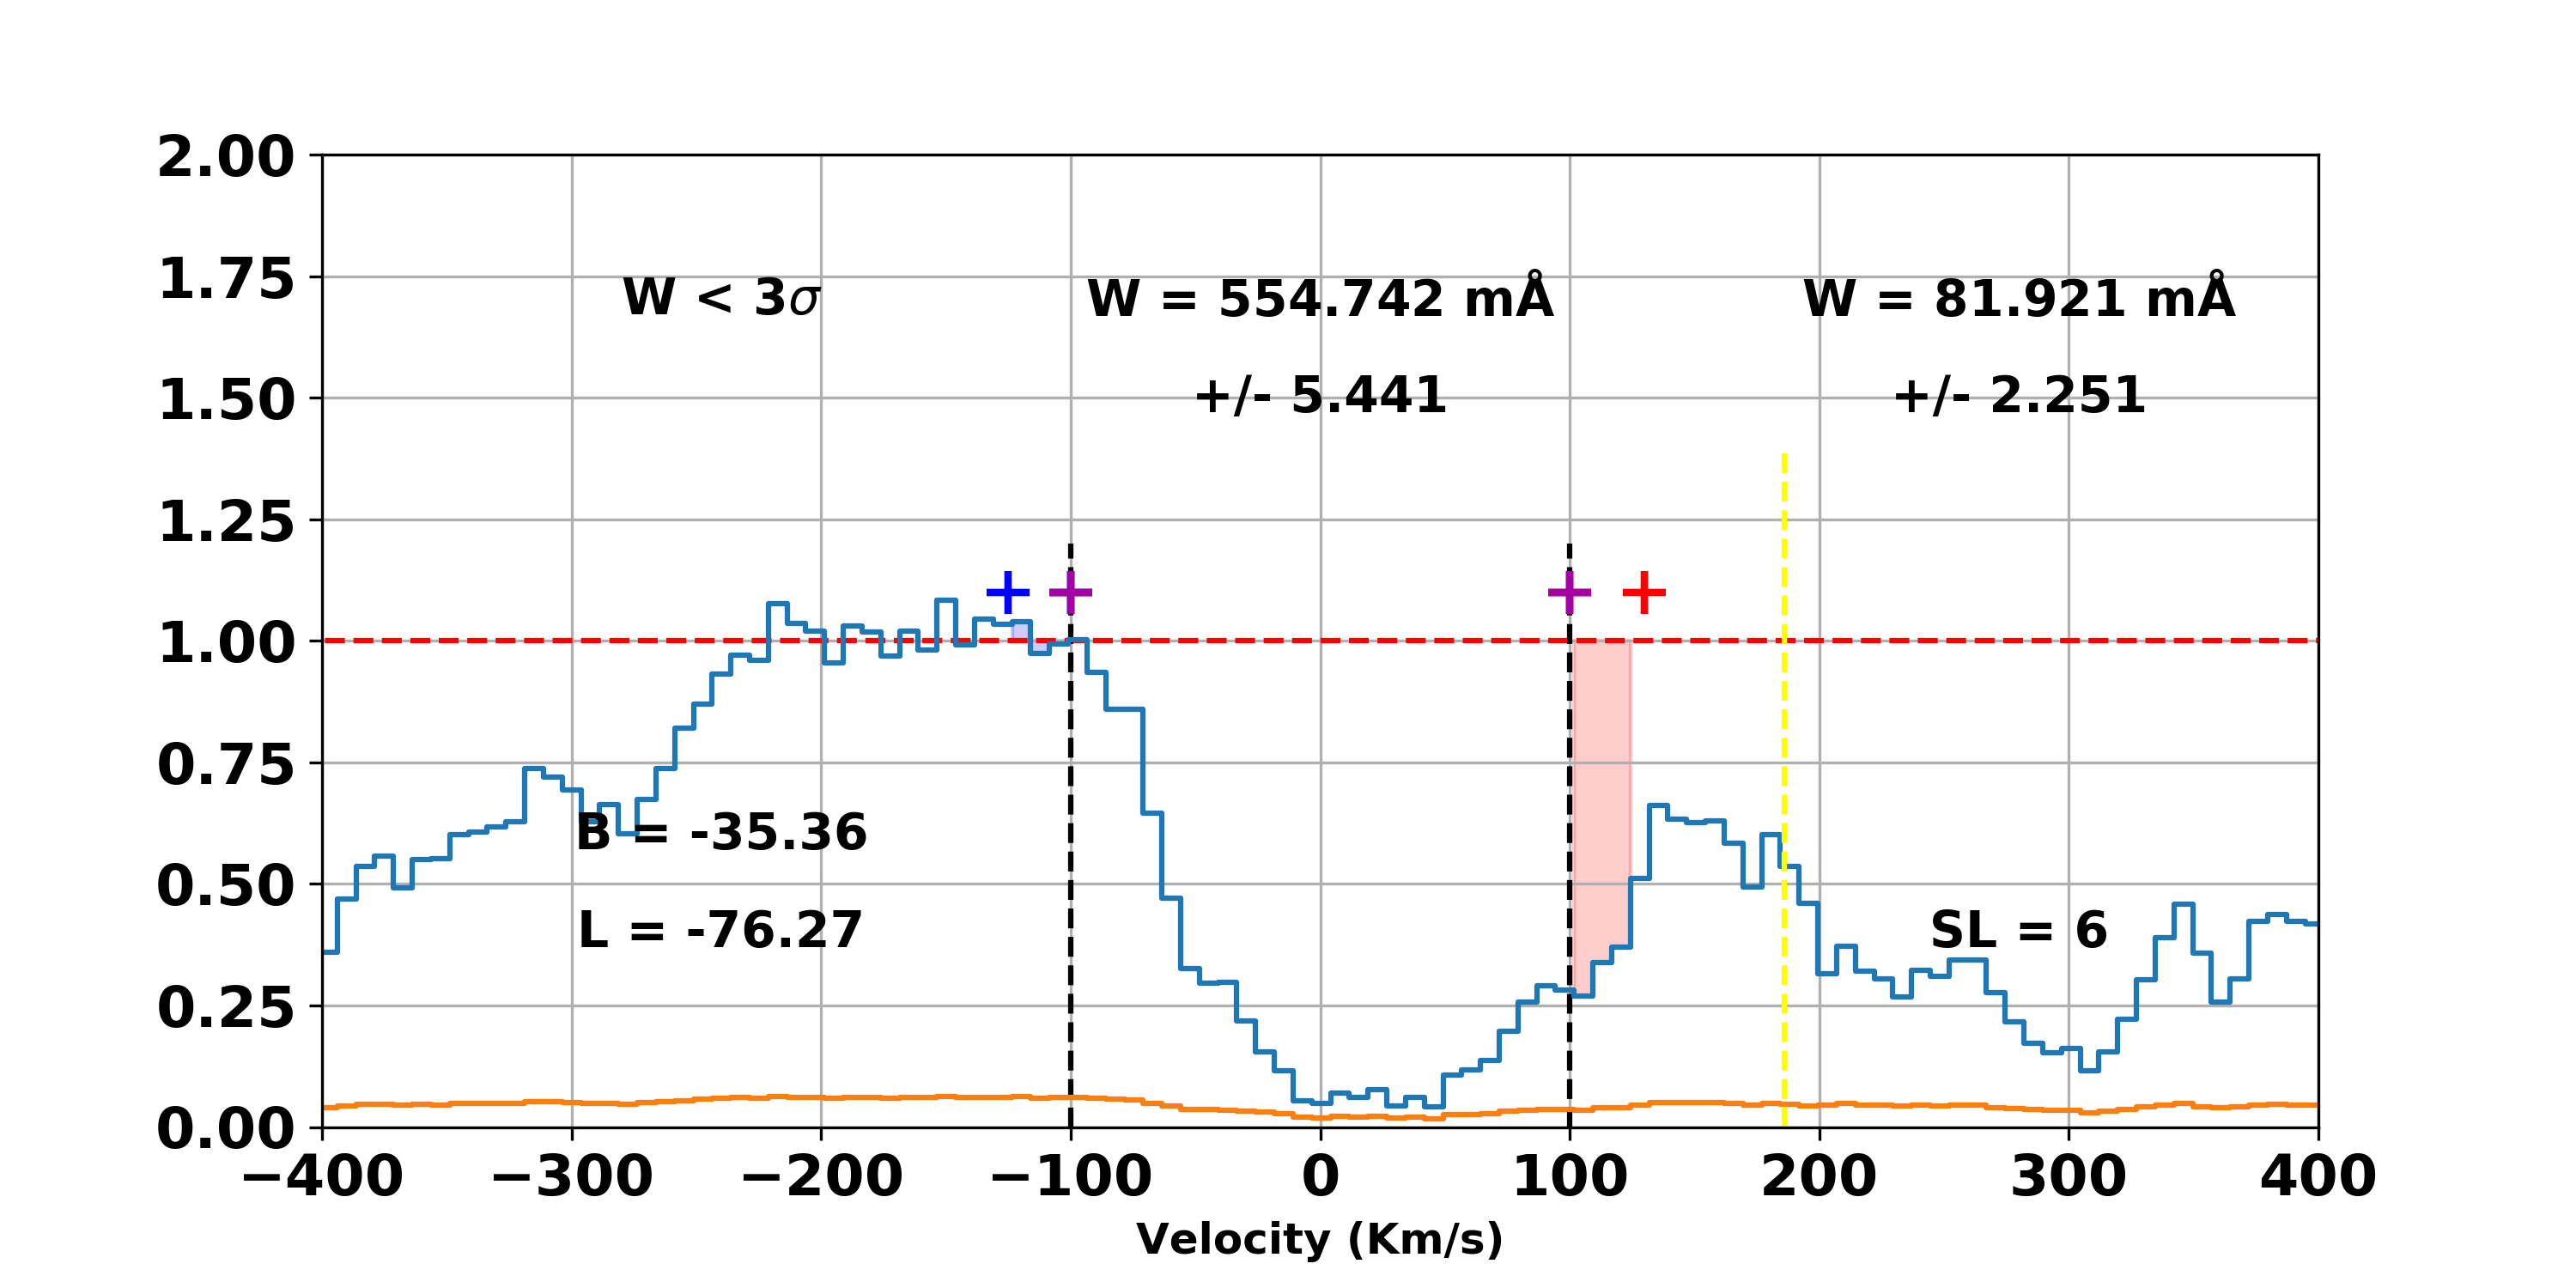 2.00
1.75
1.50
1.25
1.00
0.75
0.50
0.25
0.00
W < 3σ
W = 554.742 mÅ
+/- 5.441
W = 81.921 mÅ
+/- 2.251
B = -35.36
L = -76.27
SL = 6
−400 −300 −200 −100 0 100 200 300 400
Velocity (Km/s)